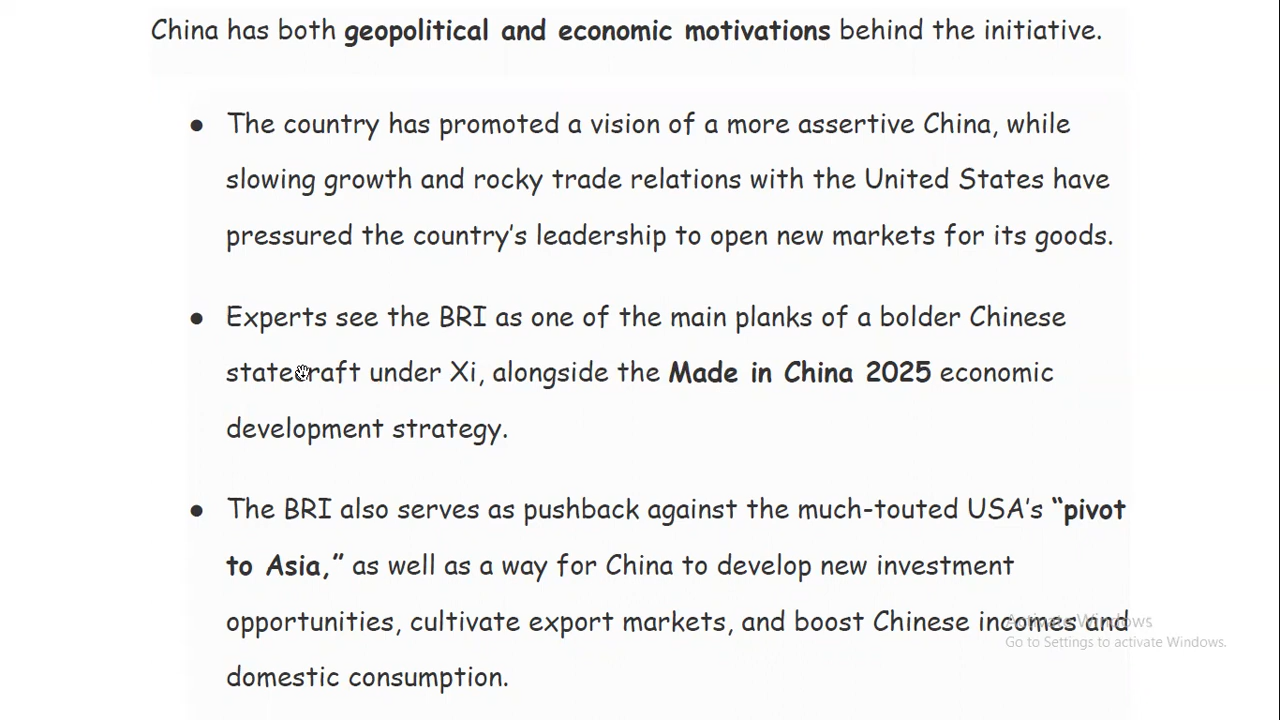 China has both geopolitical and economic motivations behind the initiative.
● The country has promoted a vision of a more assertive China, while
slowing growth and rocky trade relations with the United States have
pressured the country's leadership to open new markets for its goods.
● Experts see the BRI as one of the main planks of a bolder Chinese
statecraft under Xi, alongside the Made in China 2025 economic
development strategy.
● The BRI also serves as pushback against the much-touted USA's “pivot
to Asia,” as well as a way for China to develop new investment
opportunities, cultivate export markets, and boost Chinese incomes and
domestic consumption.
Activate Windows
Go to Settings to activate Windows.